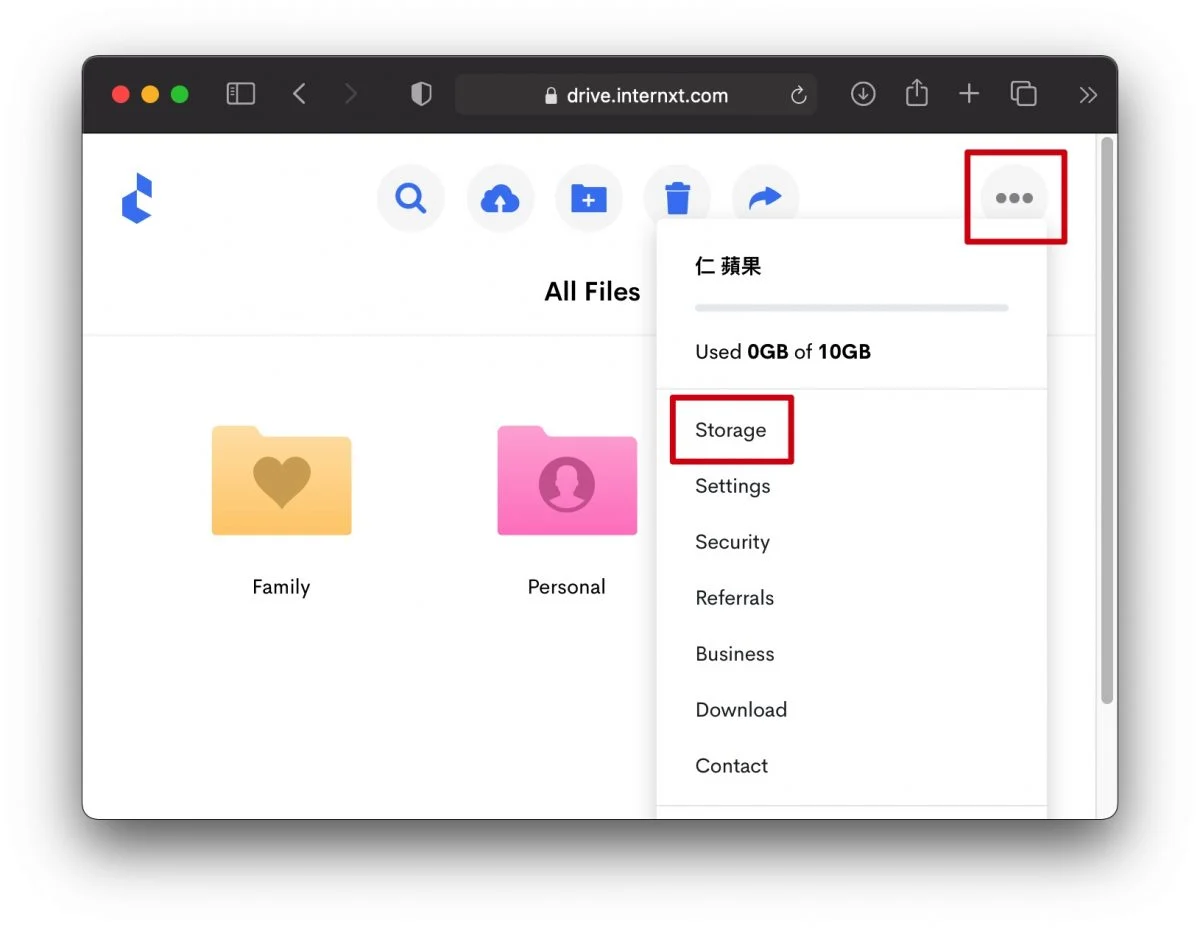 drive.internxt.com
All Files
仁 蘋果
Used 0GB of 10GB
Storage
Settings
Security
Referrals
Business
Download
Contact
Family
Personal